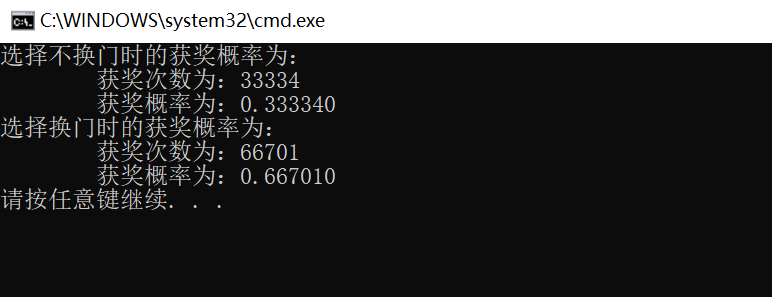 C:\WINDOWS\system32\cmd.exe
选择不换门时的获奖概率为:
获奖次数为: 33334
获奖概率为: 0.333340
选择换门时的获奖概率为:
获奖次数为: 66701
获奖概率为: 0.667010
请按任意键继续. . .